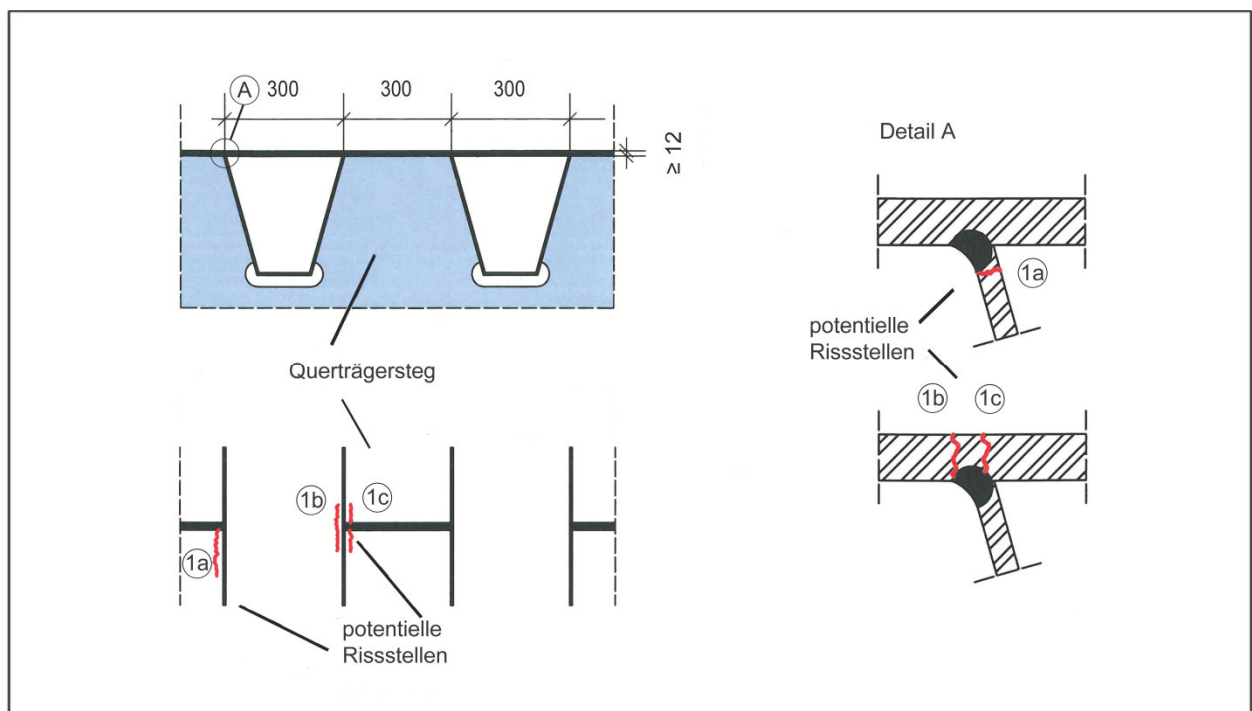 A
300
300
300
≥ 12
Detail A
1a
potentielle
Rissstellen
Querträgersteg
1b
1c
1b
1c
1a
potentielle
Rissstellen